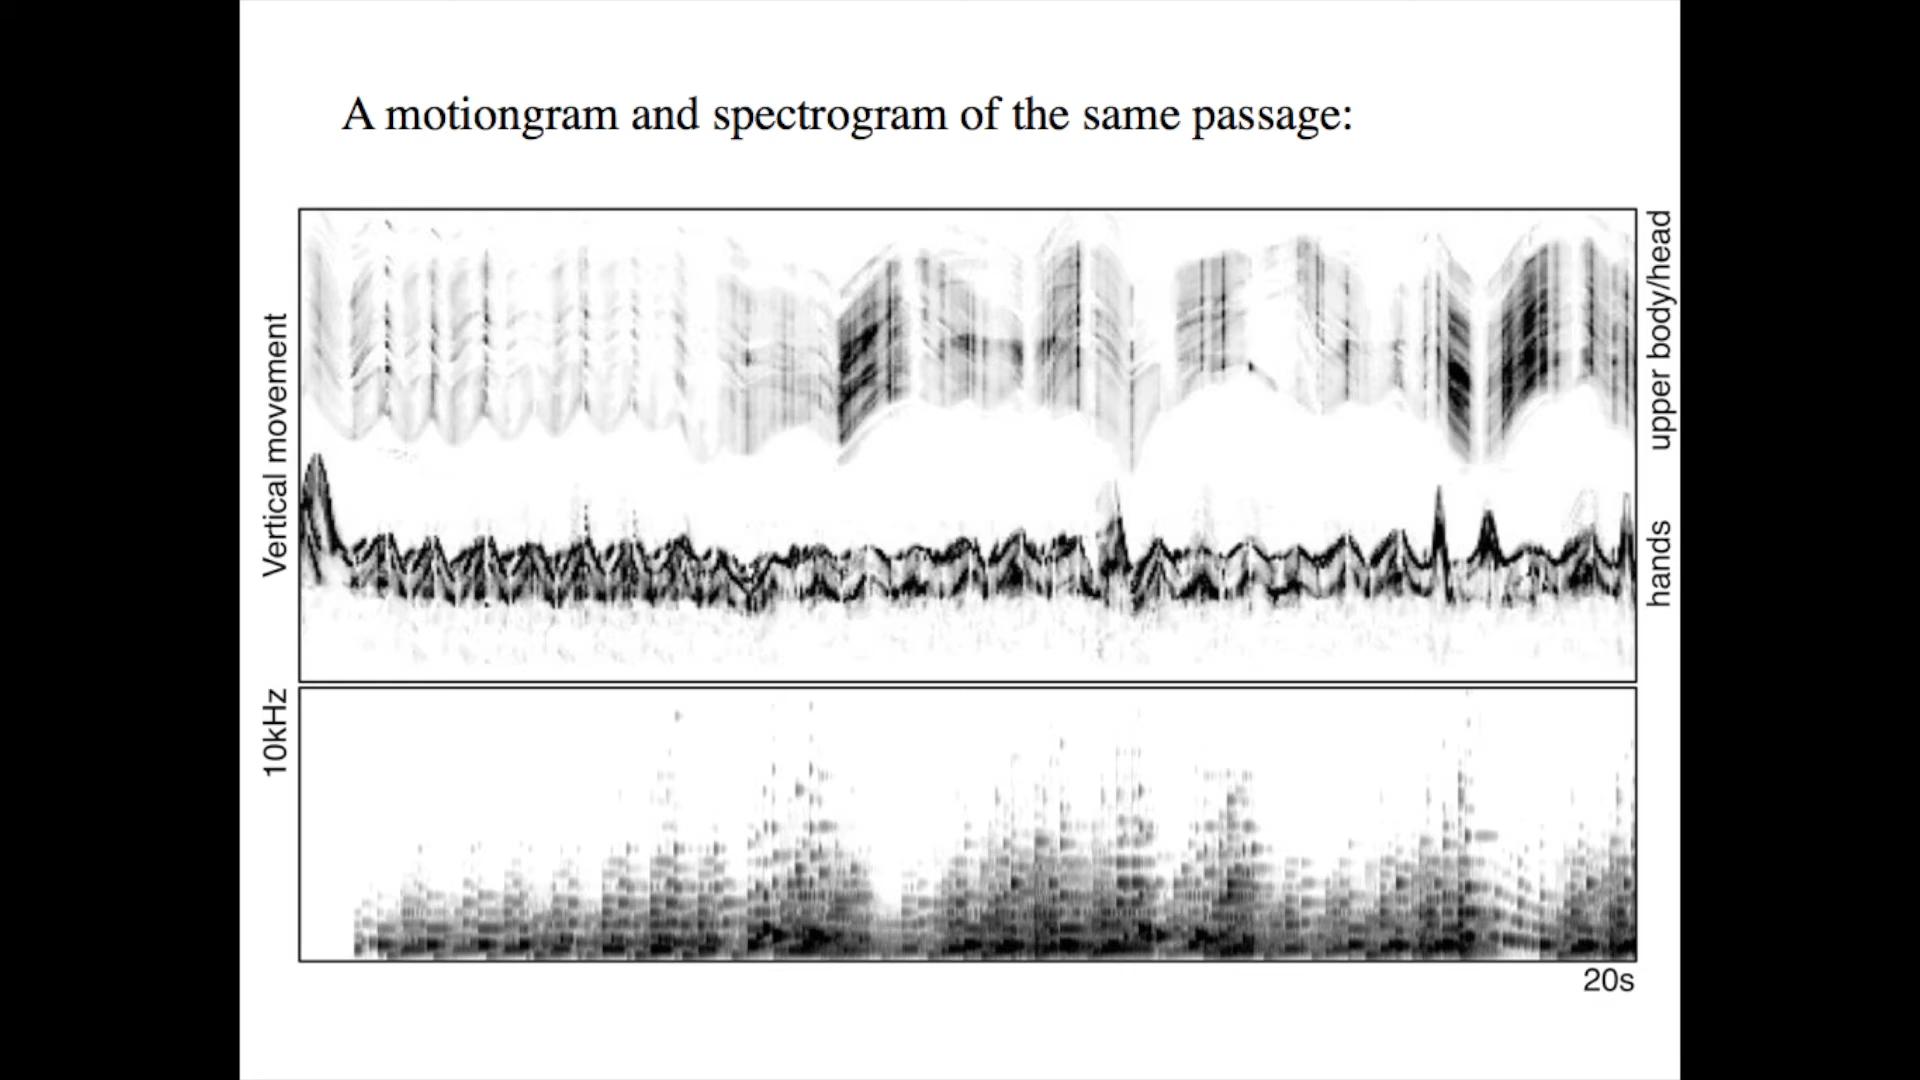 A motiongram and spectrogram of the same passage:
Vertical movement
upper body/head
hands
10kHz
20s